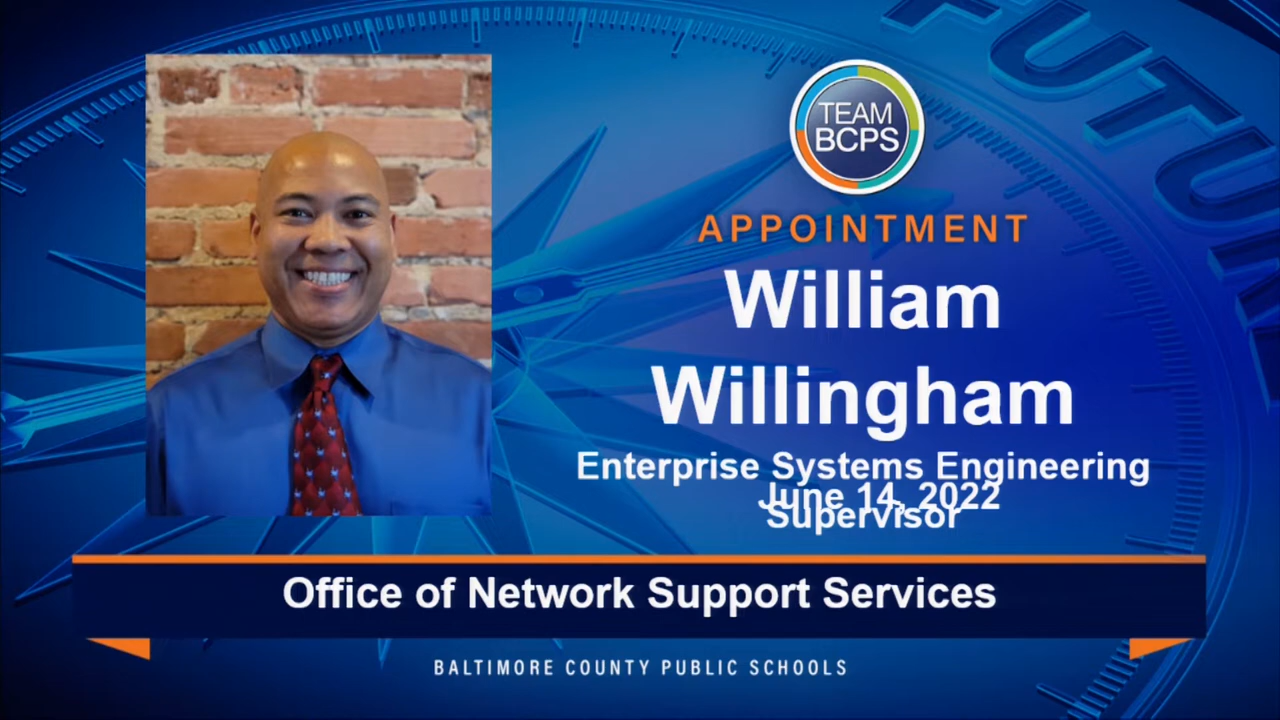 FUTURE
TEAM
BCPS
APPOINTMENT
William
Willingham
Enterprise Systems Engineering
June 14, 2022
Supervisor
Office of Network Support Services
BALTIMORE COUNTY PUBLIC SCHOOLS